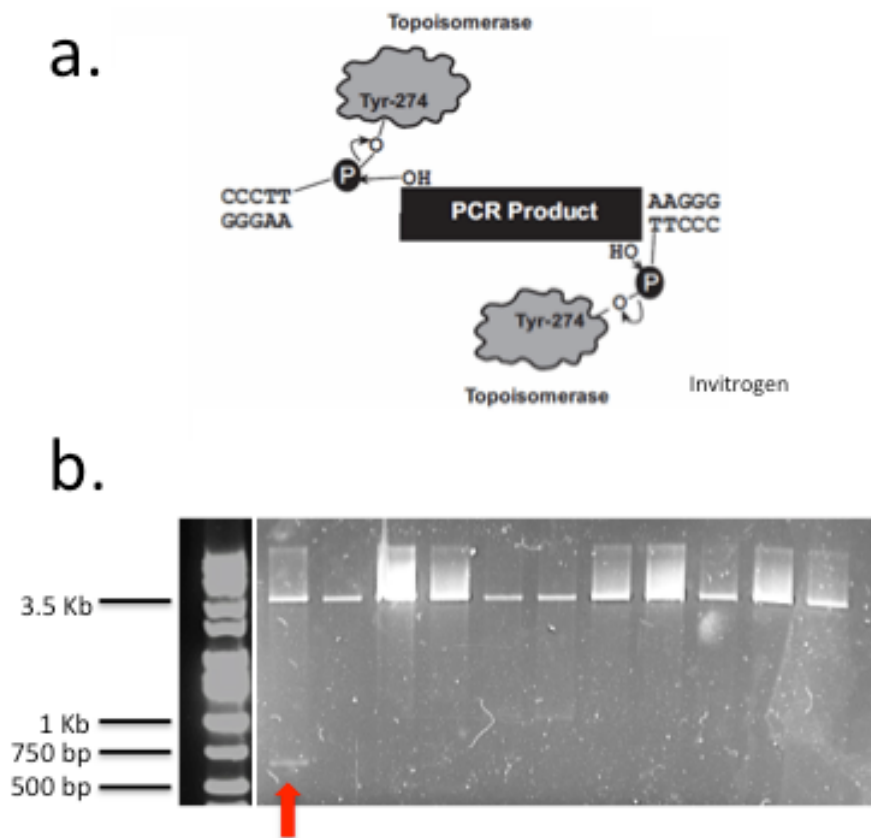 a.
Topoisomerase
Tyr-274
O
P
OH
CCCTT
GGGAA
PCR Product
AAGGG
TTCCC
HO
P
O
Tyr-274
Topoisomerase
Invitrogen
b.
3.5 Kb
1 Kb
750 bp
500 bp